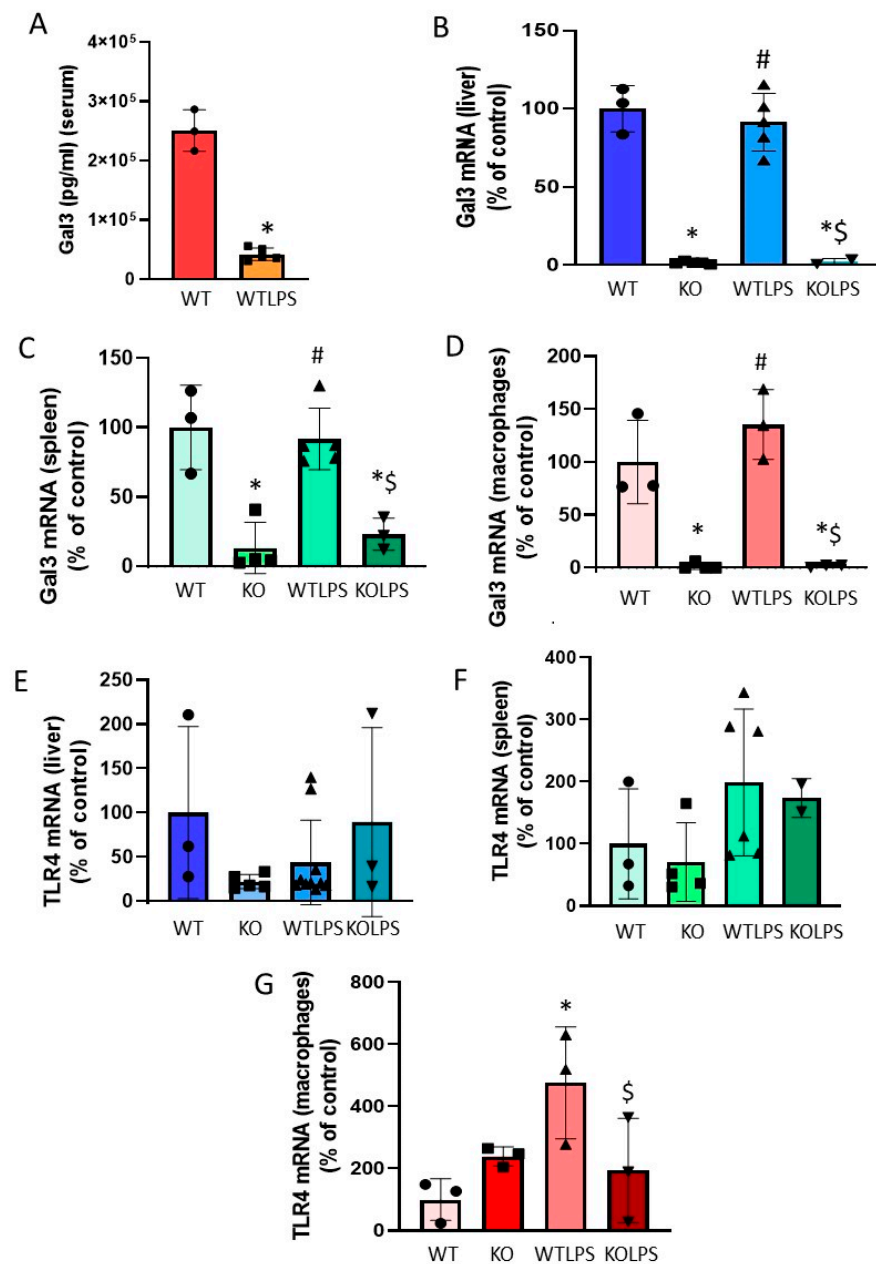 A
Gal3 (pg/ml) (serum)
4×10⁵
3×10⁵
2×10⁵
1×10⁵
0
*
WT WTLPS
B
Gal3 mRNA (liver)
(% of control)
150
100
50
0
* # *$
WT KO WTLPS KOLPS
C
Gal3 mRNA (spleen)
(% of control)
150
100
50
0
* # *$
WT KO WTLPS KOLPS
D
Gal3 mRNA (macrophages)
(% of control)
200
150
100
50
0
* # *$
WT KO WTLPS KOLPS
E
TLR4 mRNA (liver)
(% of control)
250
200
150
100
50
0
WT KO WTLPS KOLPS
F
TLR4 mRNA (spleen)
(% of control)
400
300
200
100
0
WT KO WTLPS KOLPS
G
TLR4 mRNA (macrophages)
(% of control)
800
600
400
200
0
* $
WT KO WTLPS KOLPS